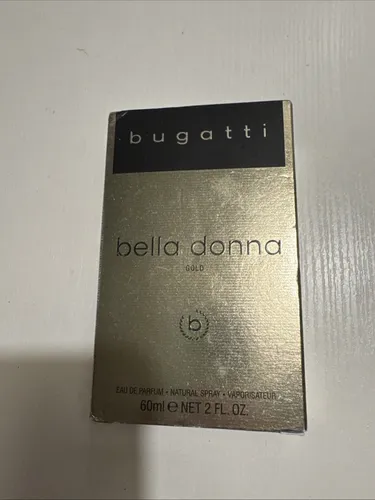 bugatti
bella donna
GOLD
b
EAU DE PARFUM • NATURAL SPRAY • VAPORISATEUR
60ml ℮ NET 2 FL. OZ.